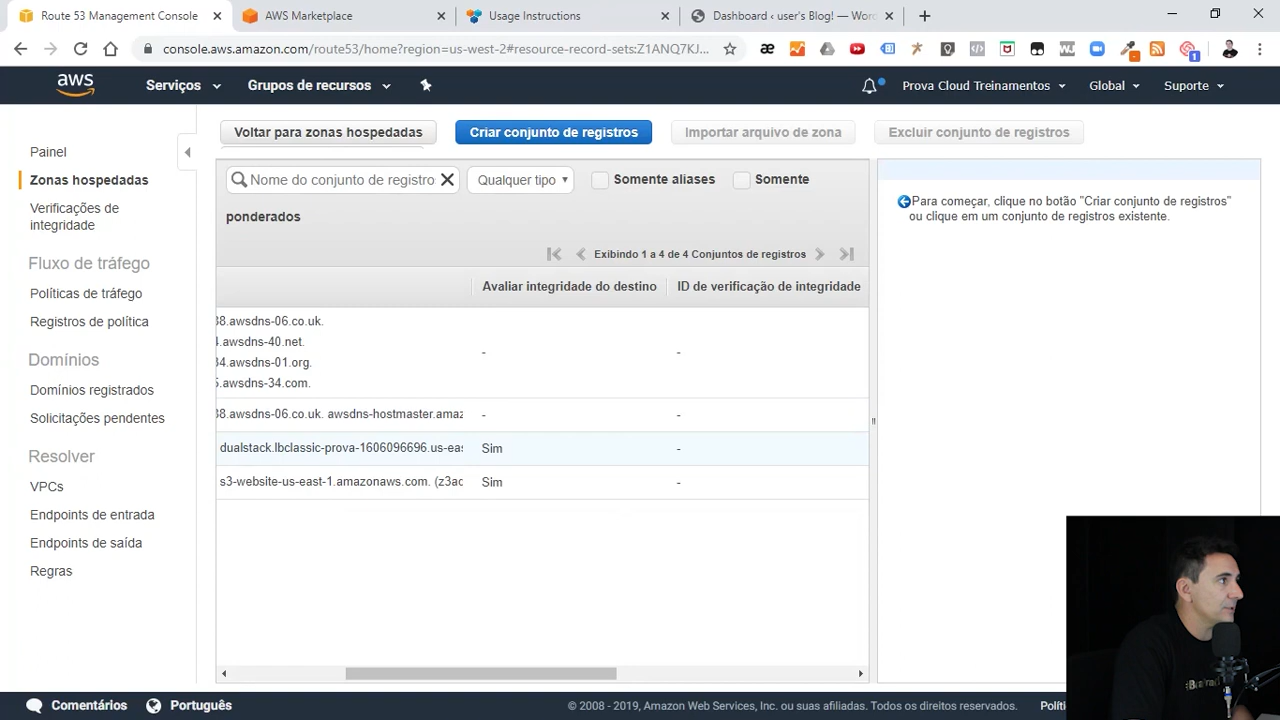 Route 53 Management Console
AWS Marketplace
Usage Instructions
Dashboard ‹ user's Blog! — Wor
console.aws.amazon.com/route53/home?region=us-west-2#resource-record-sets:Z1ANQ7KJ...
aws
Serviços
Grupos de recursos
Prova Cloud Treinamentos
Global
Suporte
Painel
Zonas hospedadas
Verificações de
integridade
Fluxo de tráfego
Políticas de tráfego
Registros de política
Domínios
Domínios registrados
Solicitações pendentes
Resolver
VPCs
Endpoints de entrada
Endpoints de saída
Regras
Voltar para zonas hospedadas
Criar conjunto de registros
Importar arquivo de zona
Excluir conjunto de registros
Nome do conjunto de registro
Qualquer tipo
Somente aliases
Somente
ponderados
Exibindo 1 a 4 de 4 Conjuntos de registros
Avaliar integridade do destino
ID de verificação de integridade
38.awsdns-06.co.uk.
4.awsdns-40.net.
34.awsdns-01.org.
5.awsdns-34.com.
-
-
38.awsdns-06.co.uk. awsdns-hostmaster.amaz
-
-
dualstack.lbclassic-prova-1606096696.us-eas
Sim
-
s3-website-us-east-1.amazonaws.com. (z3ac
Sim
-
Para começar, clique no botão "Criar conjunto de registros"
ou clique em um conjunto de registros existente.
Comentários
Português
© 2008 - 2019, Amazon Web Services, Inc. ou suas afiliadas. Todos os direitos reservados.
Políti